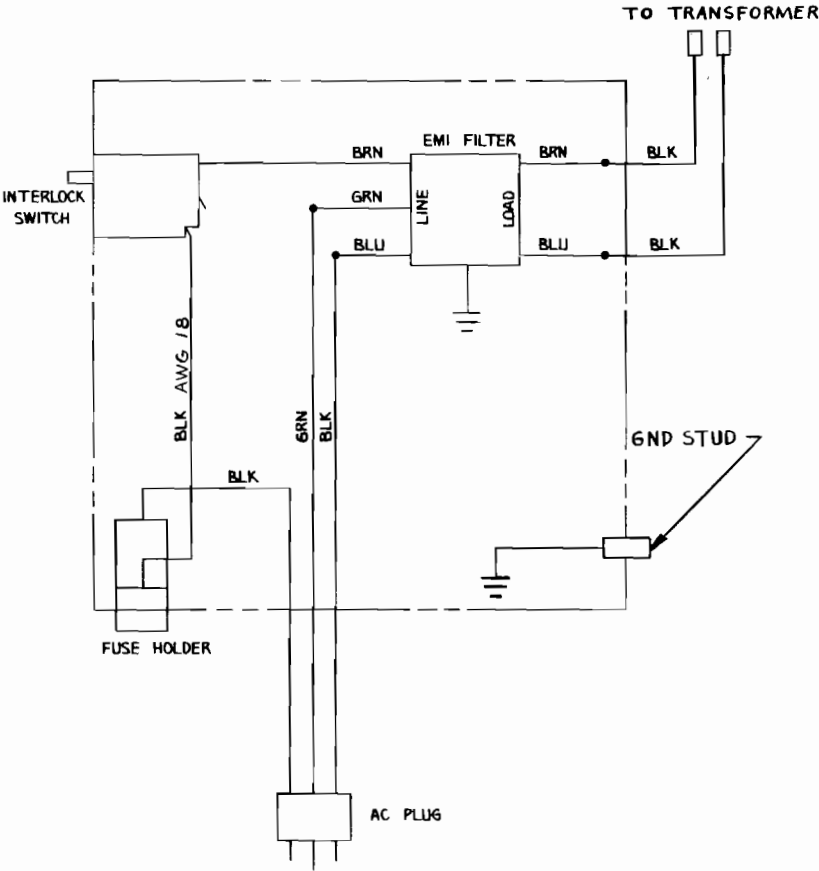 TO TRANSFORMER
EMI FILTER
BRN
BRN
BLK
INTERLOCK
SWITCH
GRN
LINE
LOAD
BLU
BLU
BLK
BLK AWG 18
GRN
BLK
GND STUD
BLK
FUSE HOLDER
AC PLUG